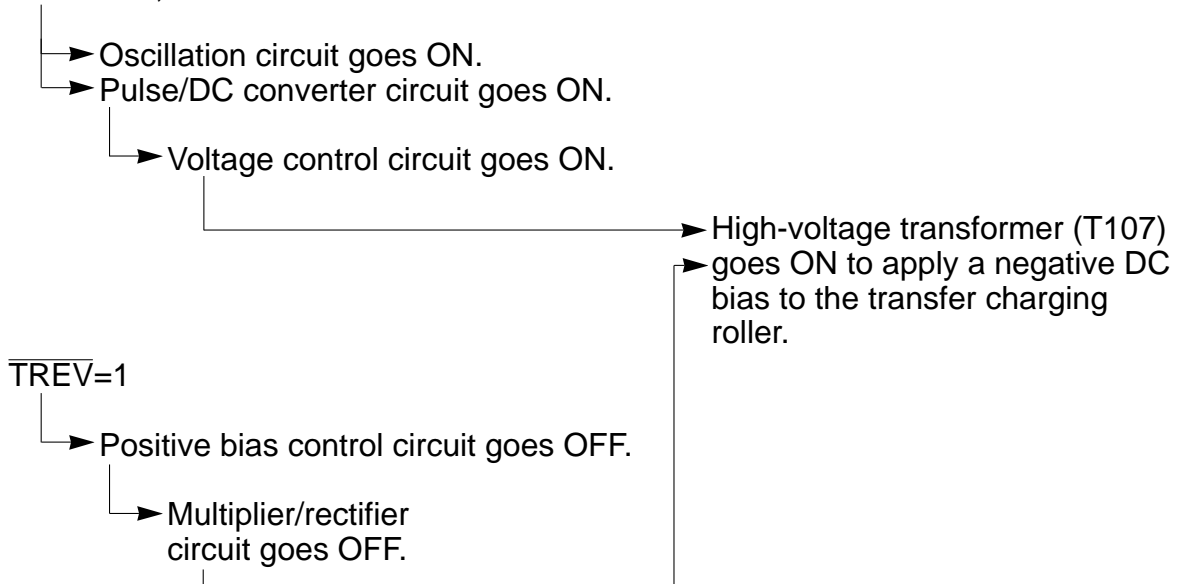 Oscillation circuit goes ON.
Pulse/DC converter circuit goes ON.
Voltage control circuit goes ON.
High-voltage transformer (T107)
goes ON to apply a negative DC
bias to the transfer charging
roller.
T̅R̅E̅V̅=1
Positive bias control circuit goes OFF.
Multiplier/rectifier
circuit goes OFF.